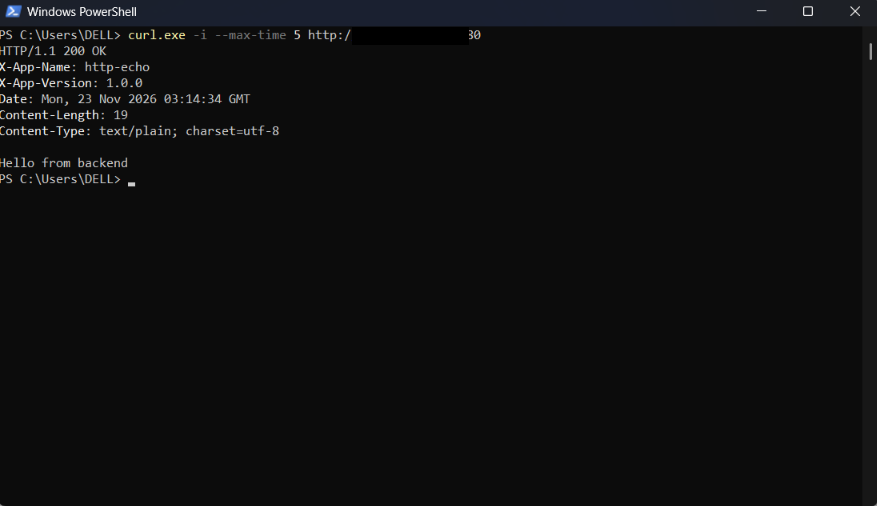 Windows PowerShell
PS C:\Users\DELL> curl.exe -i --max-time 5 http:/ 80
HTTP/1.1 200 OK
X-App-Name: http-echo
X-App-Version: 1.0.0
Date: Mon, 23 Nov 2026 03:14:34 GMT
Content-Length: 19
Content-Type: text/plain; charset=utf-8
Hello from backend
PS C:\Users\DELL>